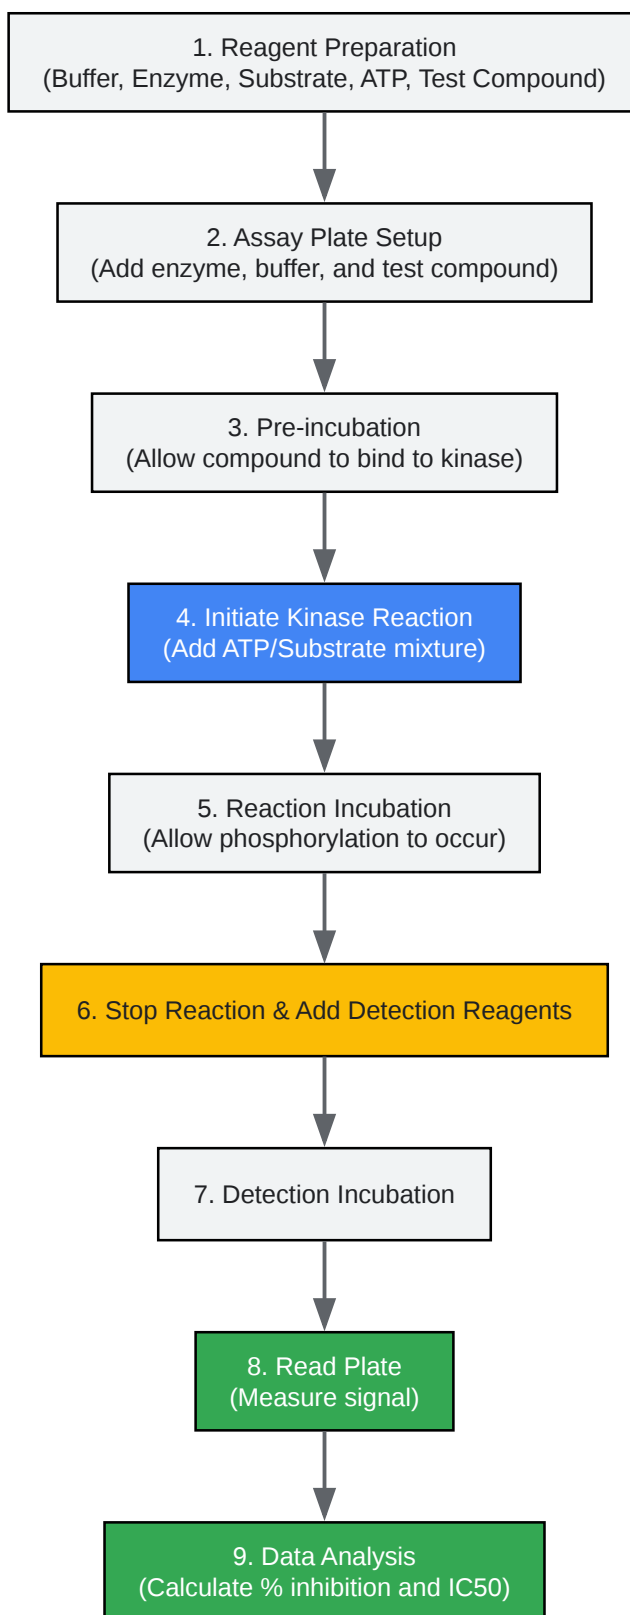 1. Reagent Preparation
(Buffer, Enzyme, Substrate, ATP, Test Compound)
2. Assay Plate Setup
(Add enzyme, buffer, and test compound)
3. Pre-incubation
(Allow compound to bind to kinase)
4. Initiate Kinase Reaction
(Add ATP/Substrate mixture)
5. Reaction Incubation
(Allow phosphorylation to occur)
6. Stop Reaction & Add Detection Reagents
7. Detection Incubation
8. Read Plate
(Measure signal)
9. Data Analysis
(Calculate % inhibition and IC50)